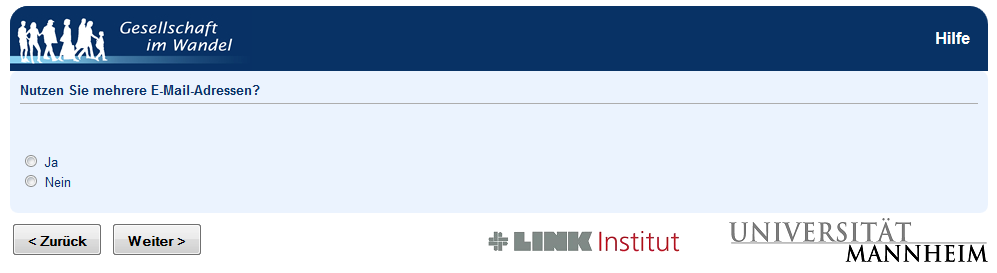 Gesellschaft
im Wandel
Hilfe
Nutzen Sie mehrere E-Mail-Adressen?
Ja
Nein
< Zurück
Weiter >
LINK Institut
UNIVERSITÄT
MANNHEIM